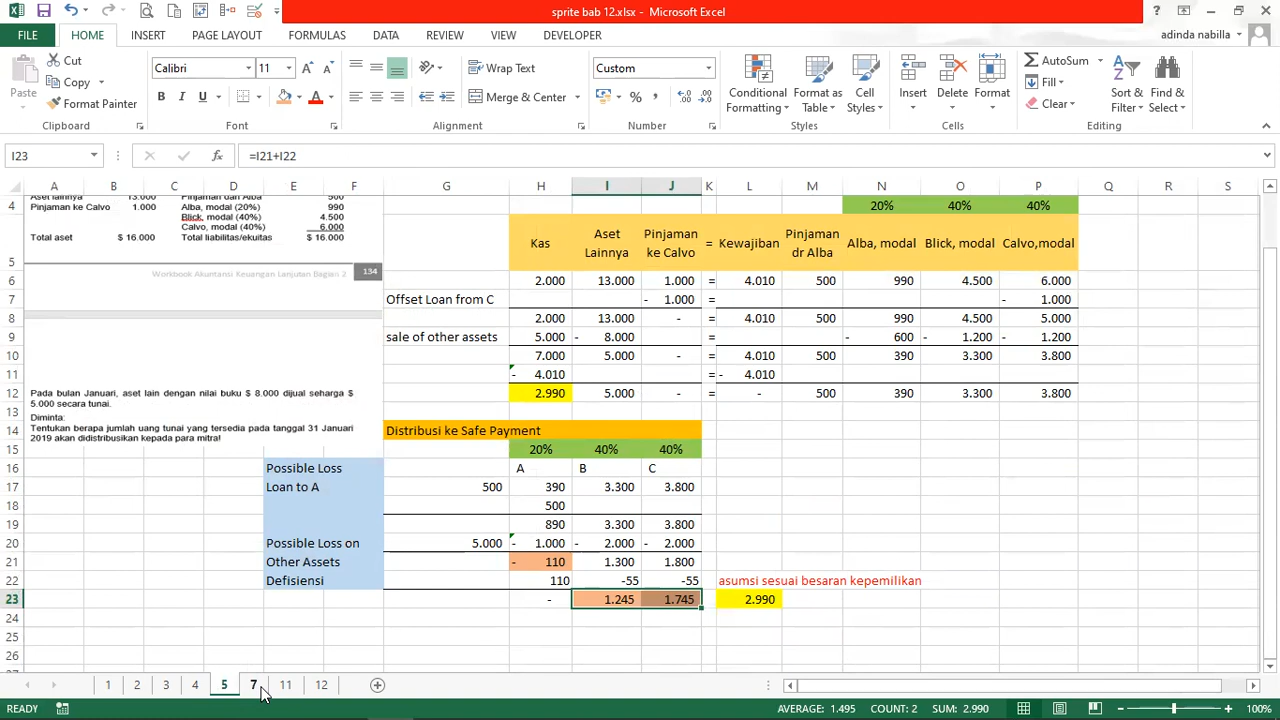 sprite bab 12.xlsx - Microsoft Excel
FILE HOME INSERT PAGE LAYOUT FORMULAS DATA REVIEW VIEW DEVELOPER adinda nabilla
Paste Cut Copy Format Painter Clipboard
Calibri 11 B I U A Font
Wrap Text Merge & Center Alignment
Custom % Number
Conditional Formatting Format as Table Cell Styles Styles
Insert Delete Format Cells
AutoSum Fill Clear Sort & Filter Find & Select Editing
I23 fx =I21+I22
A B C D E F G H I J K L M N O P Q R S
Aset lainnya 13.000 Pinjaman dari Alba 500
Pinjaman ke Calvo 1.000 Alba, modal (20%) 990
Blick, modal (40%) 4.500
Calvo, modal (40%) 6.000
Total aset $ 16.000 Total liabilitas/ekuitas $ 16.000
Workbook Akuntansi Keuangan Lanjutan Bagian 2 134
Pada bulan Januari, aset lain dengan nilai buku $ 8.000 dijual seharga $
5.000 secara tunai.
Diminta:
Tentukan berapa jumlah uang tunai yang tersedia pada tanggal 31 Januari
2019 akan didistribusikan kepada para mitra!
4 20% 40% 40%
5 Kas Aset Lainnya Pinjaman ke Calvo = Kewajiban Pinjaman dr Alba Alba, modal Blick, modal Calvo,modal
6 2.000 13.000 1.000 = 4.010 500 990 4.500 6.000
7 Offset Loan from C - 1.000 = - 1.000
8 2.000 13.000 - = 4.010 500 990 4.500 5.000
9 sale of other assets 5.000 - 8.000 = - 600 - 1.200 - 1.200
10 7.000 5.000 - = 4.010 500 390 3.300 3.800
11 - 4.010 = - 4.010
12 2.990 5.000 - = - 500 390 3.300 3.800
13
14 Distribusi ke Safe Payment
15 20% 40% 40%
16 Possible Loss A B C
17 Loan to A 500 390 3.300 3.800
18 500
19 890 3.300 3.800
20 Possible Loss on 5.000 - 1.000 - 2.000 - 2.000
21 Other Assets - 110 1.300 1.800
22 Defisiensi 110 -55 -55 asumsi sesuai besaran kepemilikan
23 - 1.245 1.745 2.990
24
25
26
1 2 3 4 5 7 11 12
READY AVERAGE: 1.495 COUNT: 2 SUM: 2.990 100%